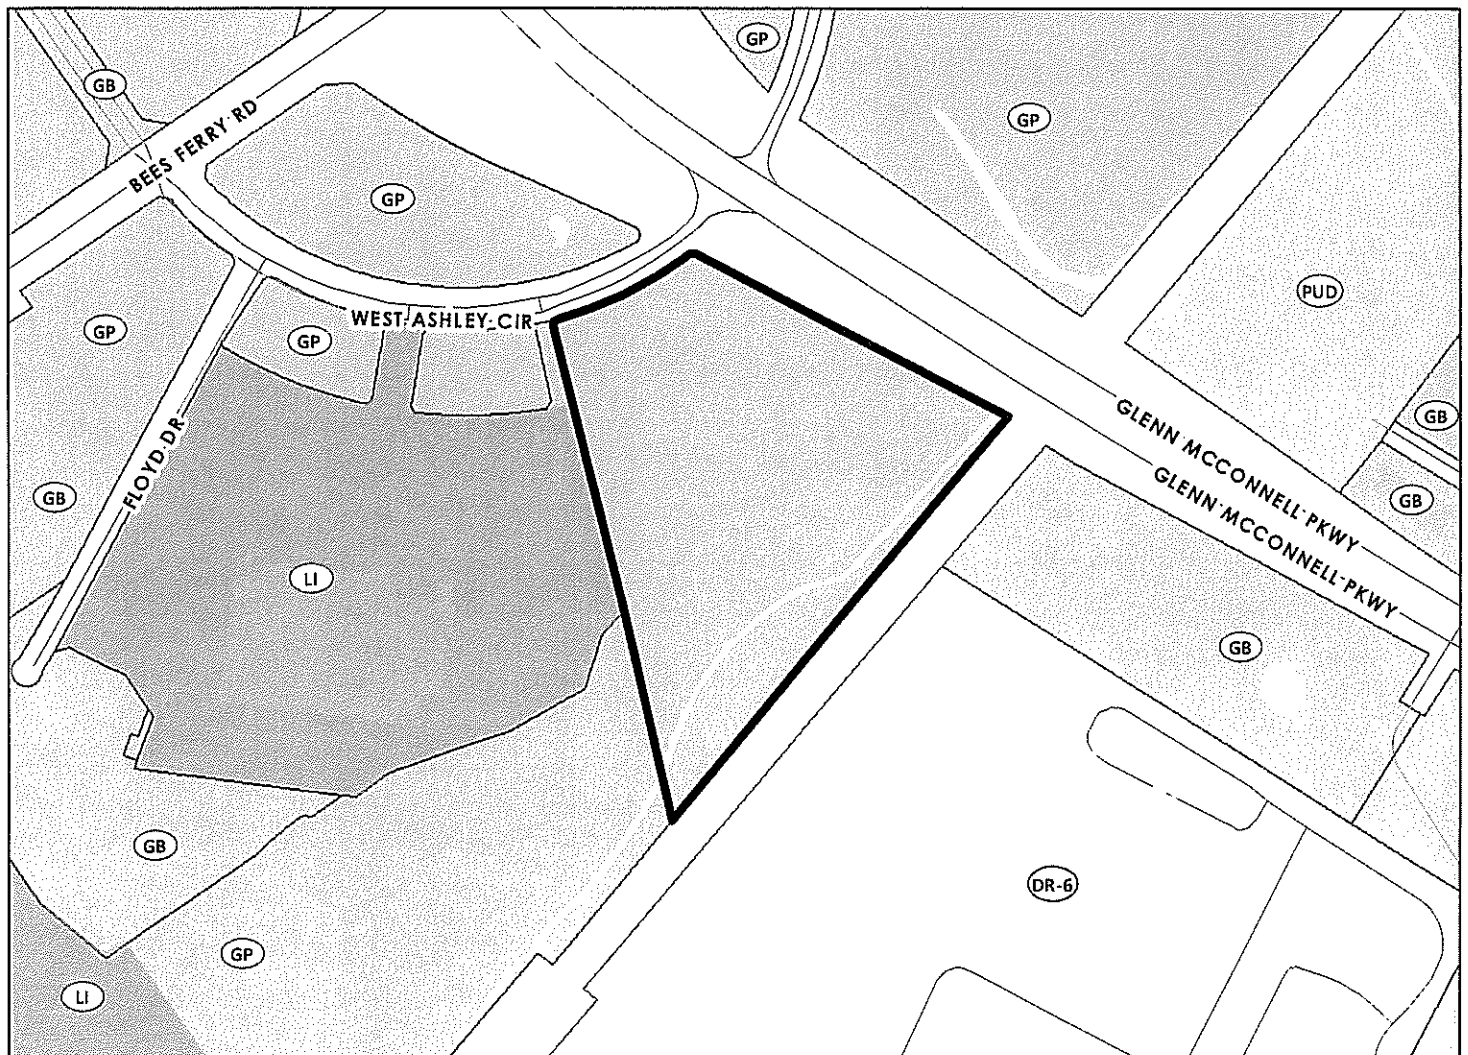 GP
GB
GP
BEES FERRY RD
GP
PUD
WEST ASHLEY CIR
GP
GP
GLENN MCCONNELL PKWY
GB
FLOYD DR
GLENN MCCONNELL PKWY
GB
GB
LI
GB
GB
DR-6
GP
LI